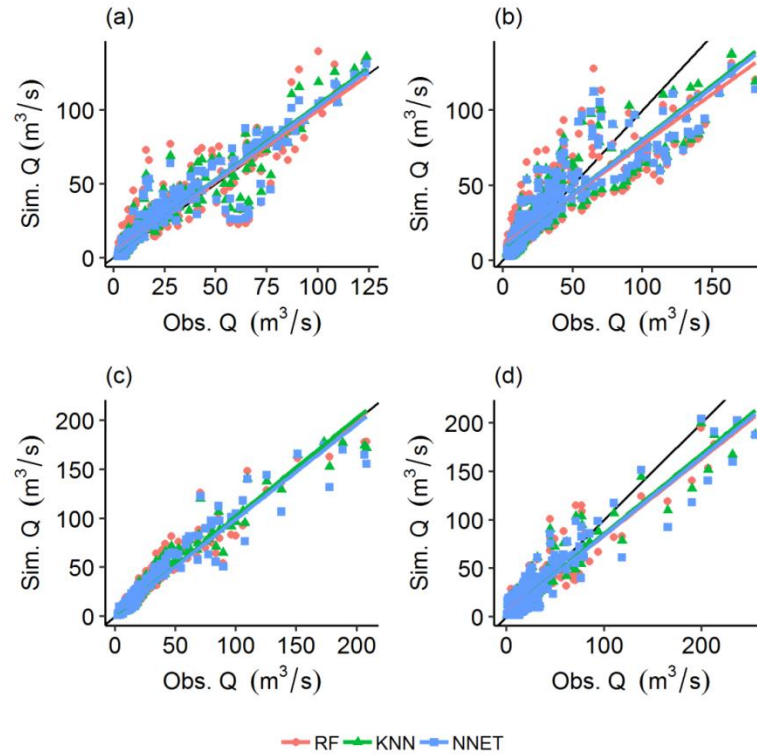 (a)
(b)
Sim. Q (m³/s)
100
50
0
0 25 50 75 100 125
Obs. Q (m³/s)
Sim. Q (m³/s)
100
50
0
0 50 100 150
Obs. Q (m³/s)
(c)
(d)
Sim. Q (m³/s)
200
150
100
50
0
0 50 100 150 200
Obs. Q (m³/s)
Sim. Q (m³/s)
200
150
100
50
0
0 100 200
Obs. Q (m³/s)
RF KNN NNET